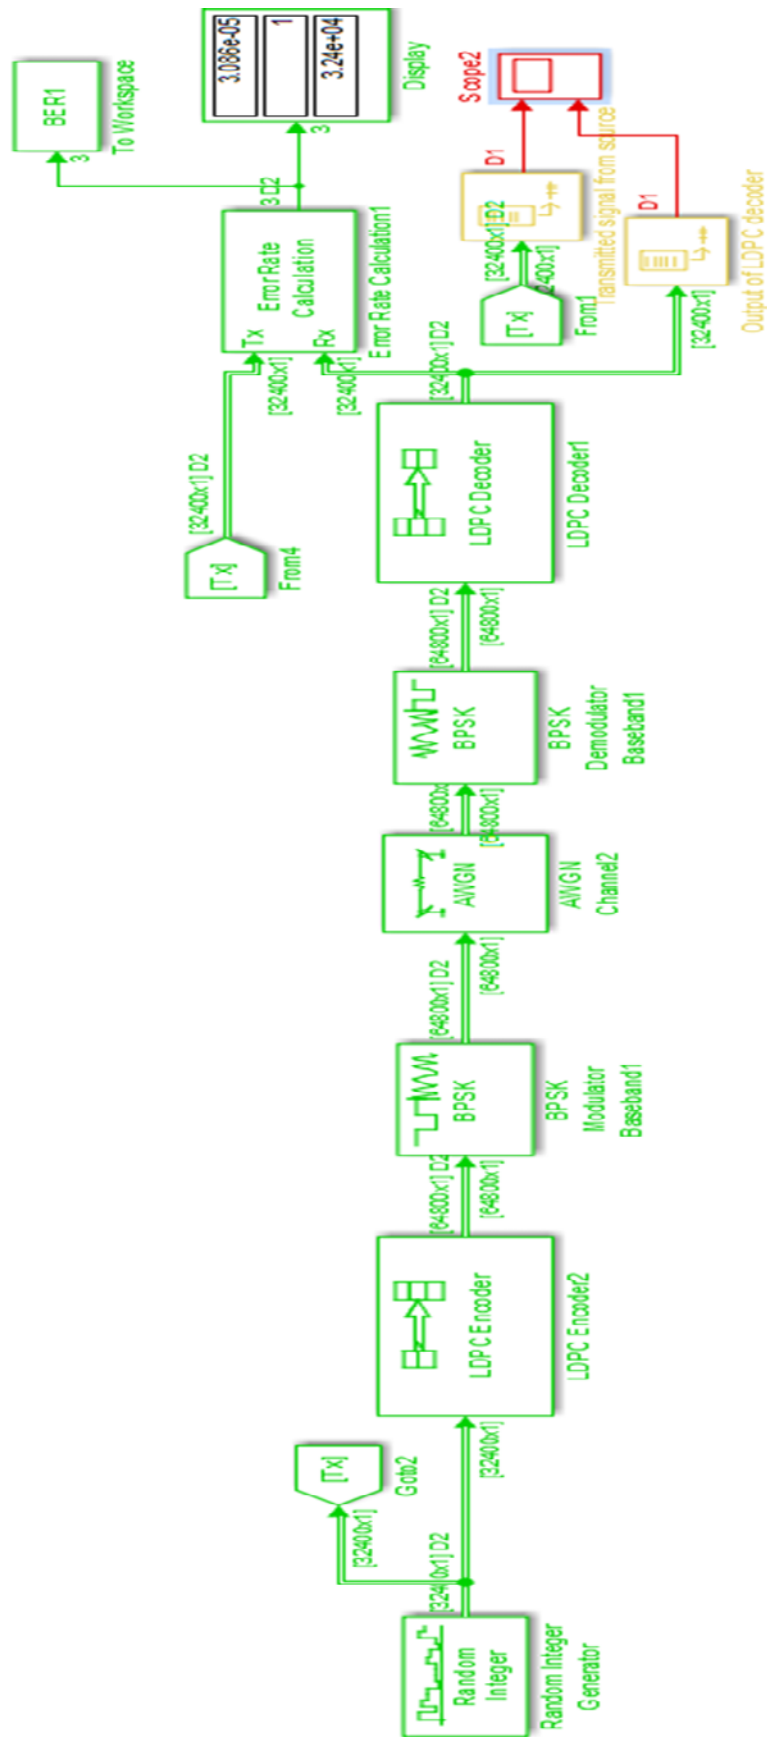 Random
Integer
Random Integer
Generator
[32400x1] D2
[32400x1]
[Tx]
Goto2
[32400x1]
LDPC Encoder
LDPC Encoder2
[64800x1] D2
[64800x1]
BPSK
BPSK
Modulator
Baseband1
[64800x1] D2
[64800x1]
AWGN
AWGN
Channel2
[64800x
[64800x1]
BPSK
BPSK
Demodulator
Baseband1
[64800x1] D2
[64800x1]
LDPC Decoder
LDPC Decoder1
[32400x1] D2
[Tx]
From4
[32400x1] D2
[32400x1]
[32400x1]
Tx
Rx
Error Rate
Calculation
Error Rate Calculation1
3 D2
3
BER1
To Workspace
3
3.086e-05
1
3.24e+04
Display
[Tx]
From1
[32400x1] D2
2400x1]
Transmitted signal from source
D1
[32400x1]
Output of LDPC decoder
D1
Scope2